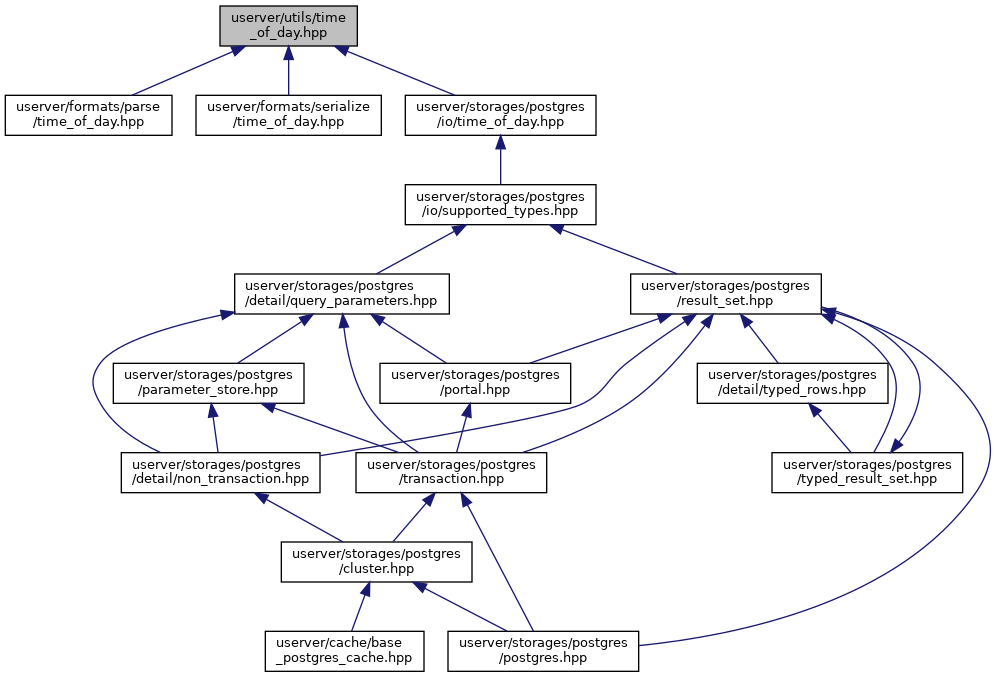 userver/utils/time
_of_day.hpp
userver/formats/parse
/time_of_day.hpp
userver/formats/serialize
/time_of_day.hpp
userver/storages/postgres
/io/time_of_day.hpp
userver/storages/postgres
/io/supported_types.hpp
userver/storages/postgres
/detail/query_parameters.hpp
userver/storages/postgres
/result_set.hpp
userver/storages/postgres
/parameter_store.hpp
userver/storages/postgres
/portal.hpp
userver/storages/postgres
/detail/typed_rows.hpp
userver/storages/postgres
/detail/non_transaction.hpp
userver/storages/postgres
/transaction.hpp
userver/storages/postgres
/typed_result_set.hpp
userver/storages/postgres
/cluster.hpp
userver/cache/base
_postgres_cache.hpp
userver/storages/postgres
/postgres.hpp